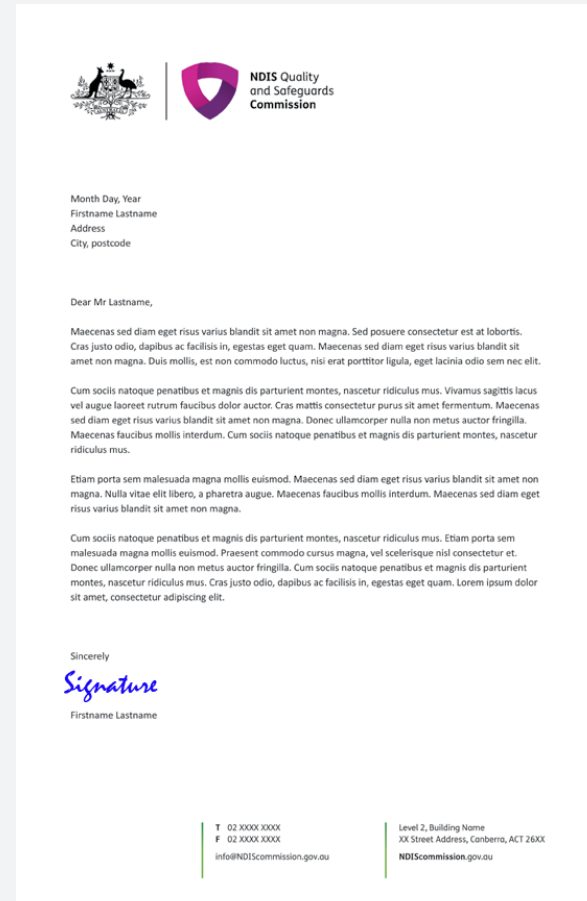 NDIS Quality
and Safeguards
Commission
Month Day, Year
Firstname Lastname
Address
City, postcode
Dear Mr Lastname,
Maecenas sed diam eget risus varius blandit sit amet non magna. Sed posuere consectetur est at lobortis.
Cras justo odio, dapibus ac facilisis in, egestas eget quam. Maecenas sed diam eget risus varius blandit sit
amet non magna. Duis mollis, est non commodo luctus, nisi erat porttitor ligula, eget lacinia odio sem nec elit.
Cum sociis natoque penatibus et magnis dis parturient montes, nascetur ridiculus mus. Vivamus sagittis lacus
vel augue laoreet rutrum faucibus dolor auctor. Cras mattis consectetur purus sit amet fermentum. Maecenas
sed diam eget risus varius blandit sit amet non magna. Donec ullamcorper nulla non metus auctor fringilla.
Maecenas faucibus mollis interdum. Cum sociis natoque penatibus et magnis dis parturient montes, nascetur
ridiculus mus.
Etiam porta sem malesuada magna mollis euismod. Maecenas sed diam eget risus varius blandit sit amet non
magna. Nulla vitae elit libero, a pharetra augue. Maecenas faucibus mollis interdum. Maecenas sed diam eget
risus varius blandit sit amet non magna.
Cum sociis natoque penatibus et magnis dis parturient montes, nascetur ridiculus mus. Etiam porta sem
malesuada magna mollis euismod. Praesent commodo cursus magna, vel scelerisque nisl consectetur et.
Donec ullamcorper nulla non metus auctor fringilla. Cum sociis natoque penatibus et magnis dis parturient
montes, nascetur ridiculus mus. Cras justo odio, dapibus ac facilisis in, egestas eget quam. Lorem ipsum dolor
sit amet, consectetur adipiscing elit.
Sincerely
Signature
Firstname Lastname
T 02 XXXX XXXX
F 02 XXXX XXXX
info@NDIScommission.gov.au
Level 2, Building Name
XX Street Address, Canberra, ACT 26XX
NDIScommission.gov.au